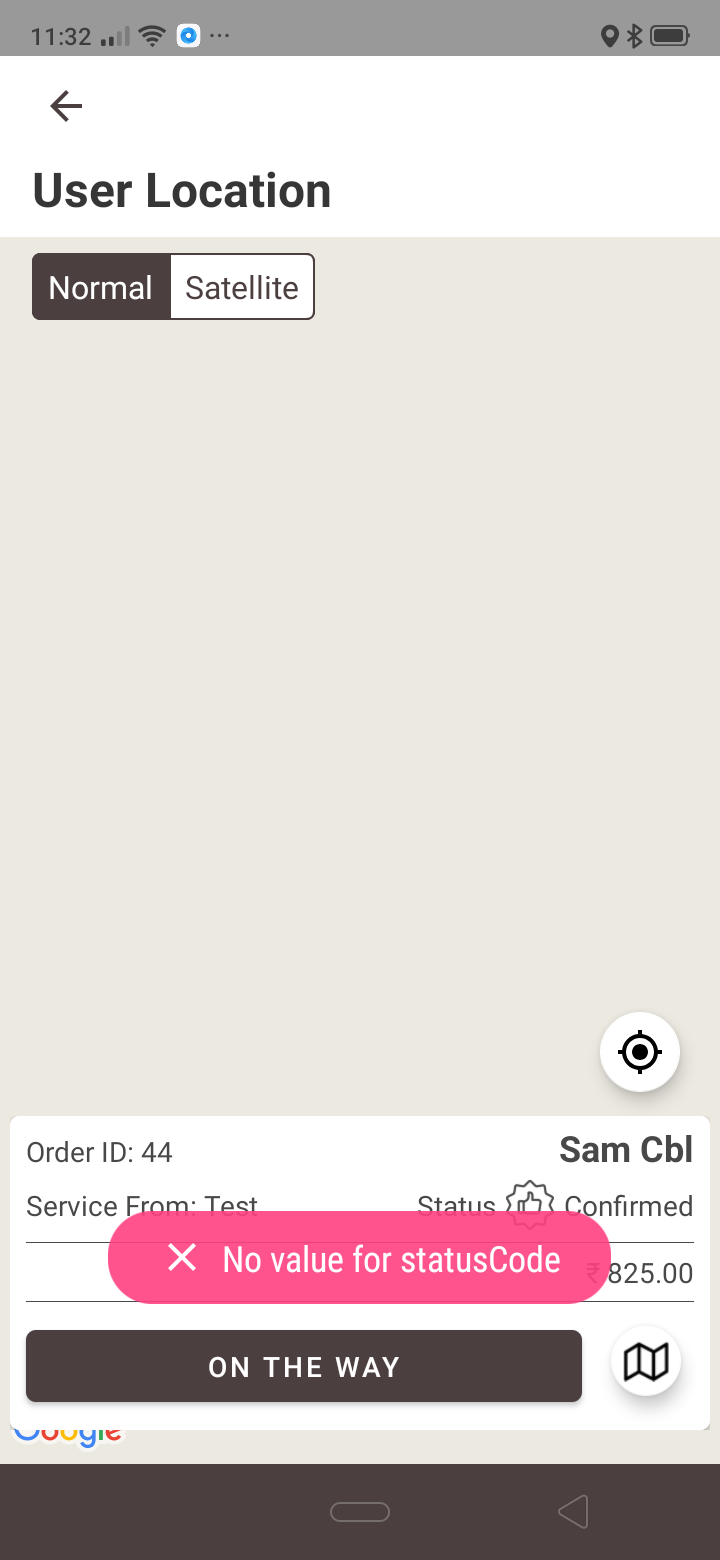 11:32
User Location
Normal Satellite
Order ID: 44 Sam Cbl
Service From: Test Status Confirmed
No value for statusCode
₹ 825.00
ON THE WAY
Google